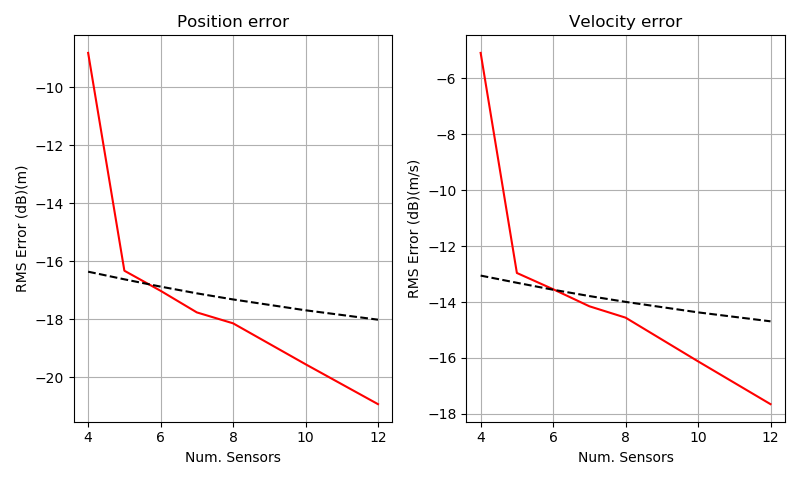 Position error
RMS Error (dB)(m)
−10
−12
−14
−16
−18
−20
4 6 8 10 12
Num. Sensors
Velocity error
RMS Error (dB)(m/s)
−6
−8
−10
−12
−14
−16
−18
4 6 8 10 12
Num. Sensors